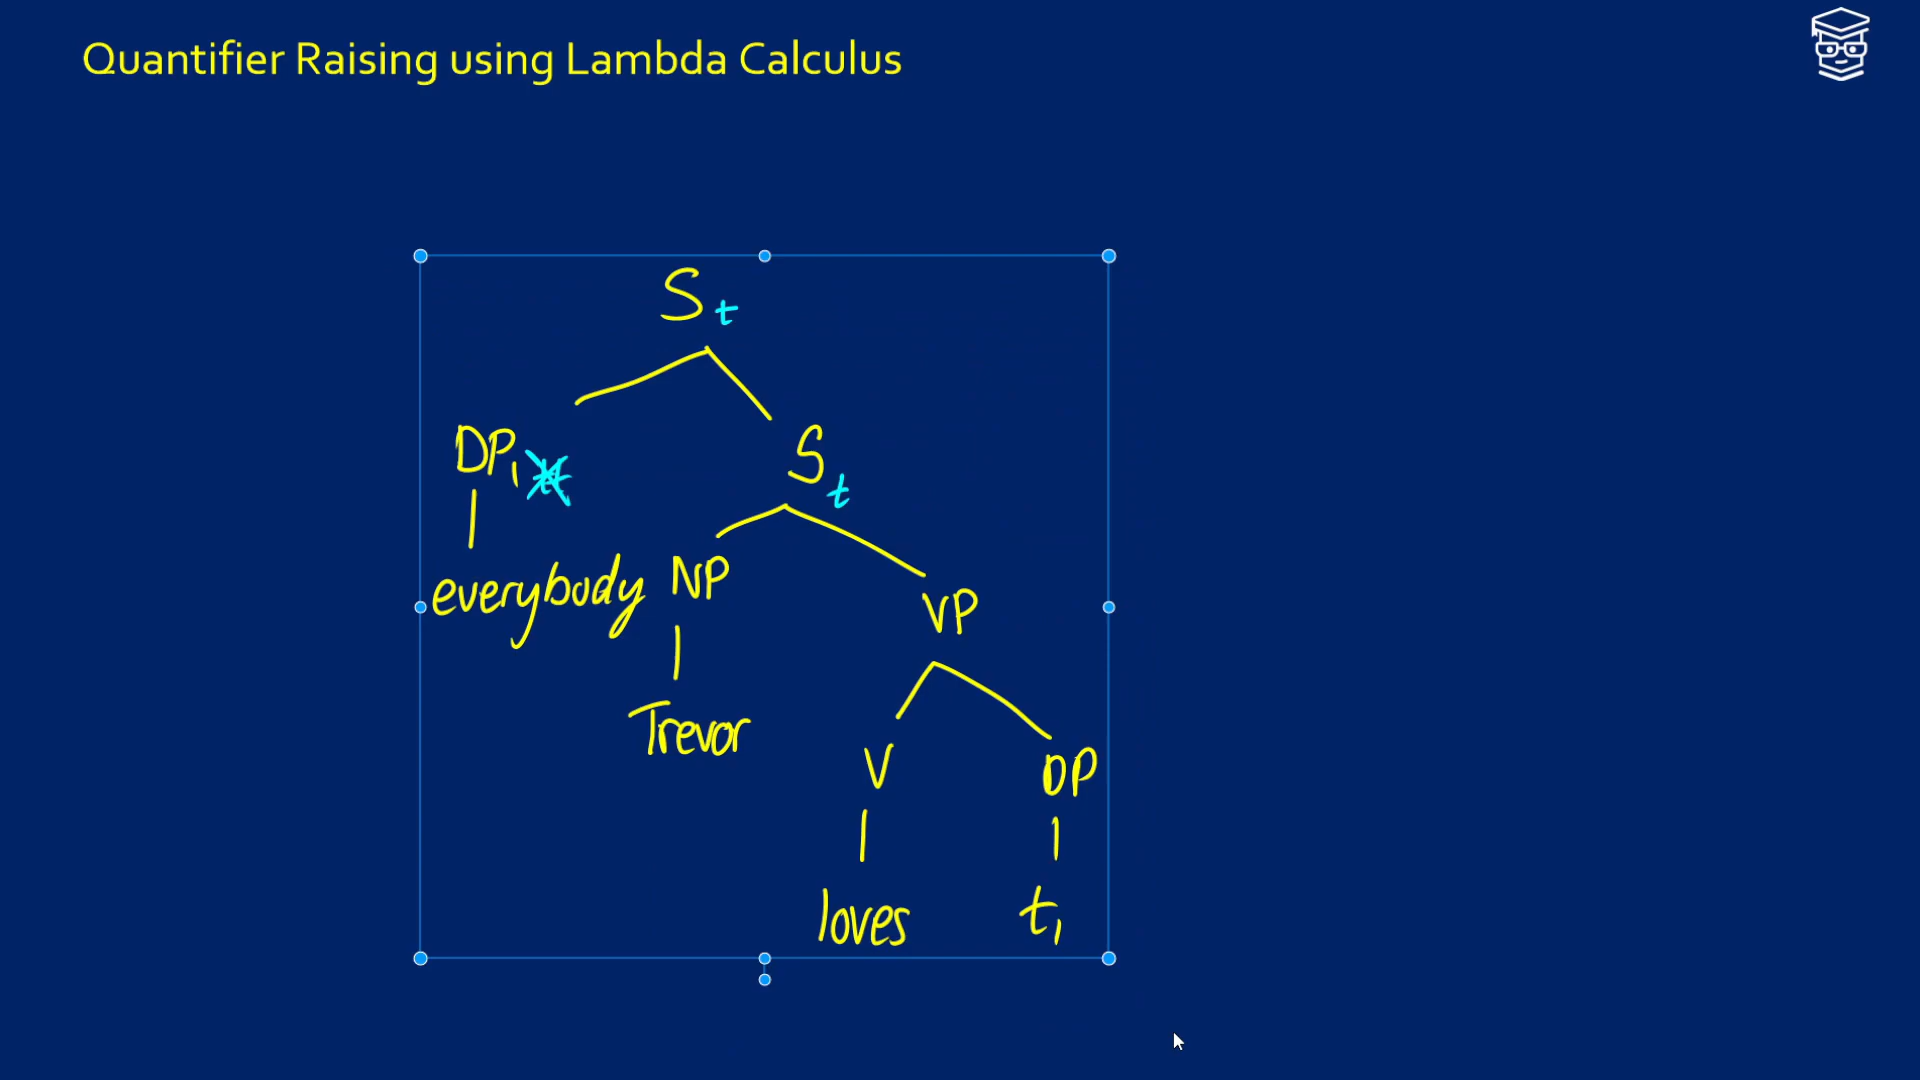 Quantifier Raising using Lambda Calculus
S t
DP1
S t
everybody NP
VP
Trevor
V DP
loves t1